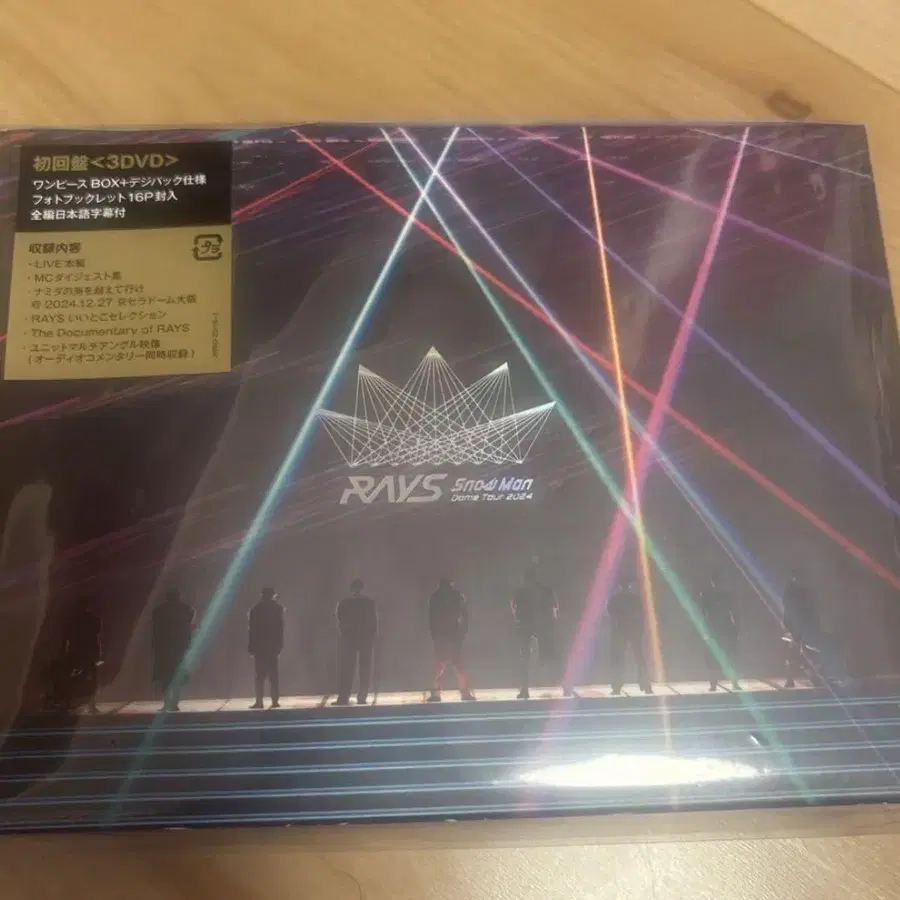 初回盤<3DVD>
ワンピースBOX+デジパック仕様
フォトブックレット16P封入
全編日本語字幕付
収録内容
・LIVE本編
・MCダイジェスト集
・ナミダの海を越えて行け
@2024.12.27 京セラドーム大阪
・RAYS いいとこセレクション
・The Documentary of RAYS
・ユニットマルチアングル映像
(オーディオコメンタリー同時収録)
プラ
RAYS Snow Man
Dome Tour 2024